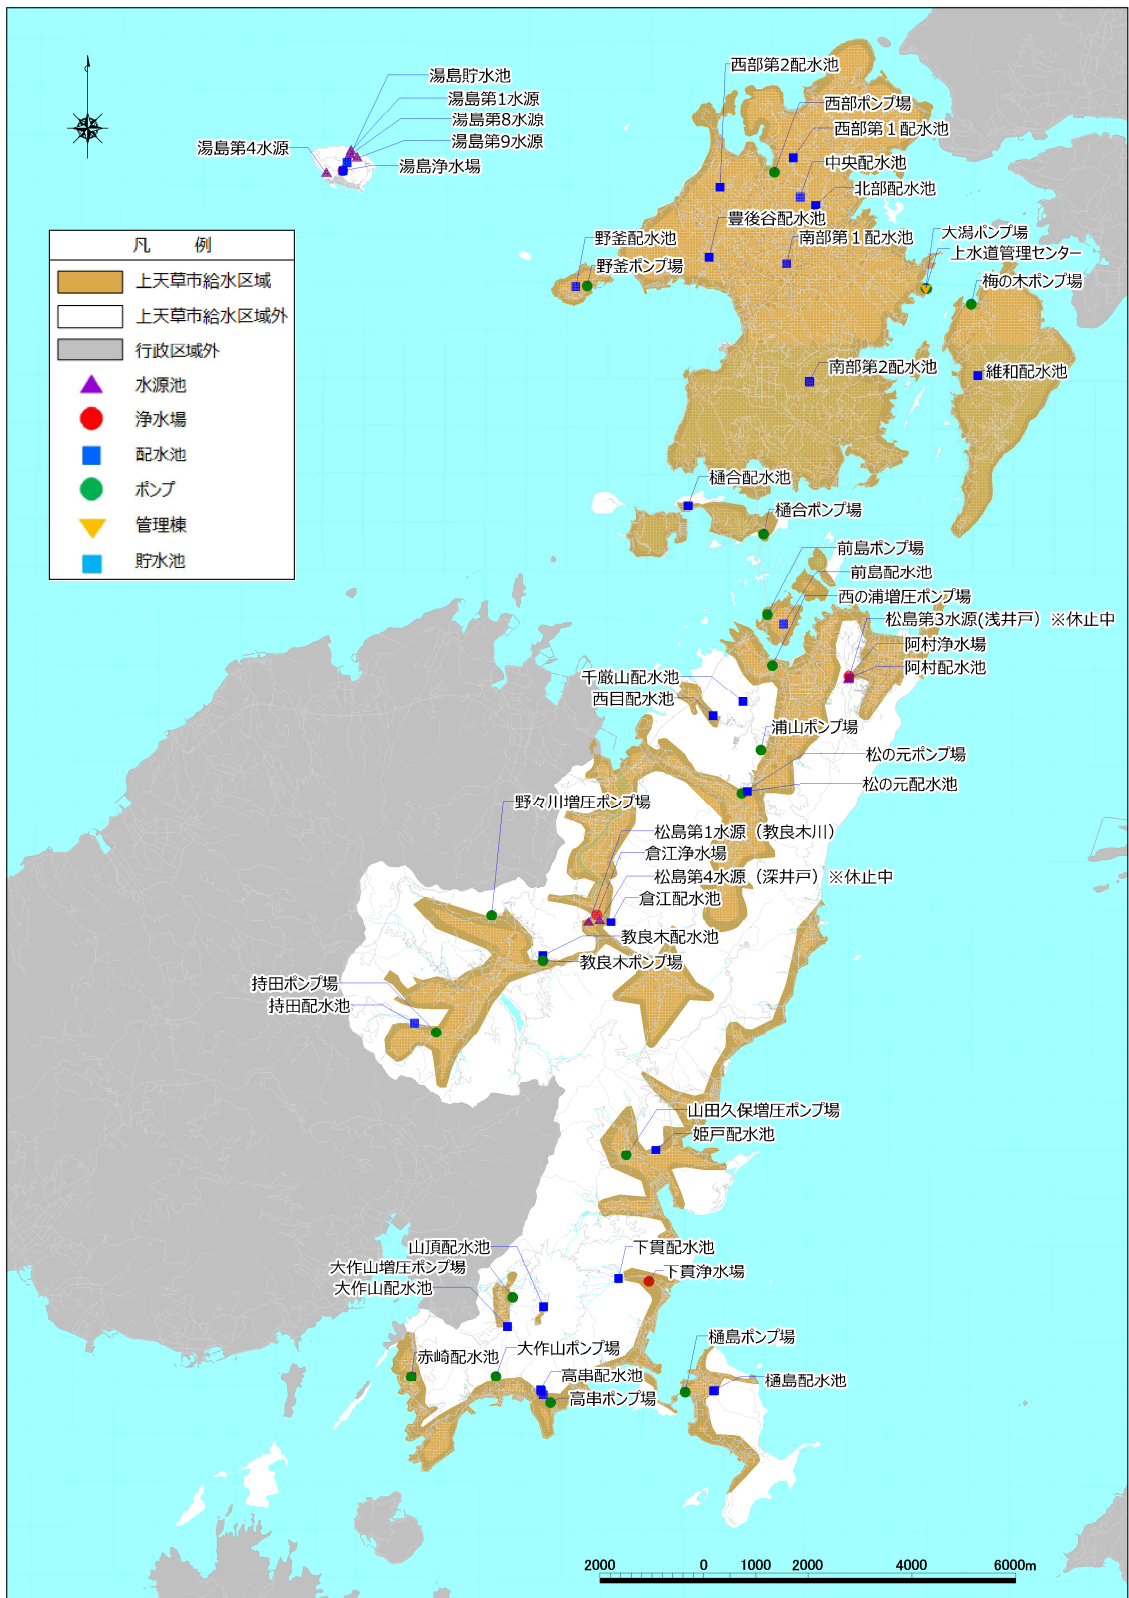 湯島貯水池
湯島第1水源
湯島第8水源
湯島第9水源
湯島第4水源
湯島浄水場
西部第2配水池
西部ポンプ場
西部第１配水池
中央配水池
北部配水池
豊後谷配水池
南部第１配水池
大潟ポンプ場
上水道管理センター
梅の木ポンプ場
野釜配水池
野釜ポンプ場
南部第2配水池
維和配水池
凡　例
上天草市給水区域
上天草市給水区域外
行政区域外
水源池
浄水場
配水池
ポンプ
管理棟
貯水池
樋合配水池
樋合ポンプ場
前島ポンプ場
前島配水池
西の浦増圧ポンプ場
松島第3水源(浅井戸）※休止中
阿村浄水場
阿村配水池
千厳山配水池
西目配水池
浦山ポンプ場
松の元ポンプ場
松の元配水池
野々川増圧ポンプ場
松島第1水源（教良木川）
倉江浄水場
松島第4水源（深井戸）※休止中
倉江配水池
教良木配水池
教良木ポンプ場
持田ポンプ場
持田配水池
山田久保増圧ポンプ場
姫戸配水池
山頂配水池
大作山増圧ポンプ場
大作山配水池
下貫配水池
下貫浄水場
赤崎配水池
大作山ポンプ場
高串配水池
高串ポンプ場
樋島ポンプ場
樋島配水池
2000 0 1000 2000 4000 6000m